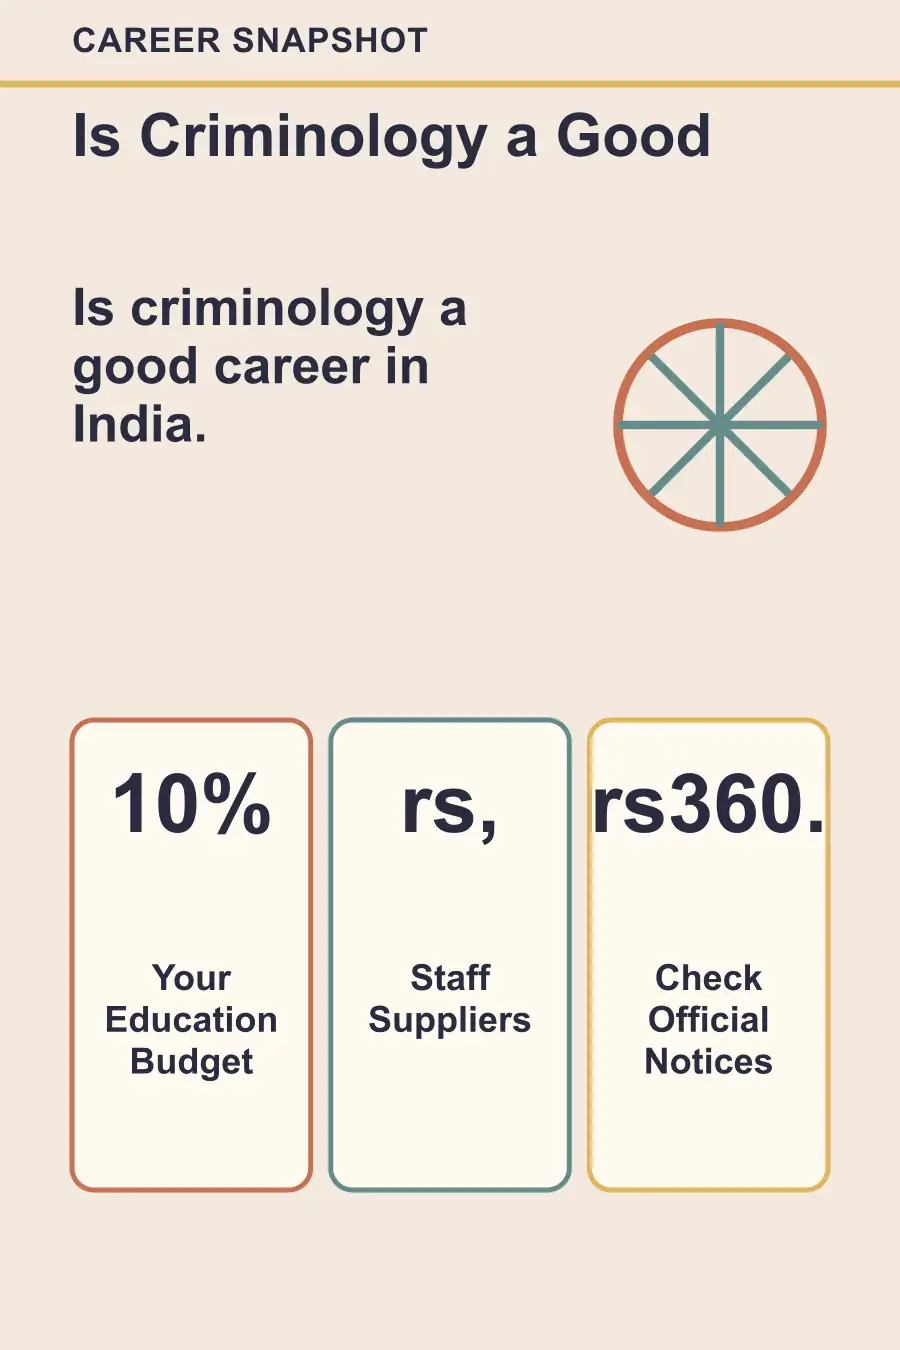 CAREER SNAPSHOT
Is Criminology a Good
Is criminology a
good career in
India.
10%
Your
Education
Budget
rs,
Staff
Suppliers
rs360.
Check
Official
Notices